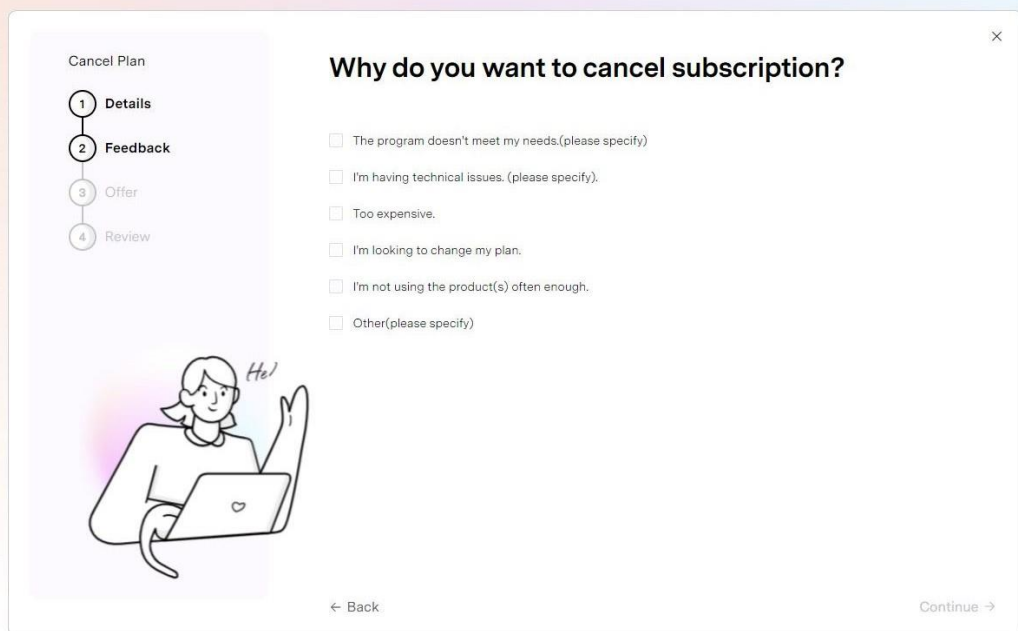 Cancel Plan
1 Details
2 Feedback
3 Offer
4 Review
Why do you want to cancel subscription?
The program doesn't meet my needs.(please specify)
I'm having technical issues. (please specify).
Too expensive.
I'm looking to change my plan.
I'm not using the product(s) often enough.
Other(please specify)
← Back
Continue →